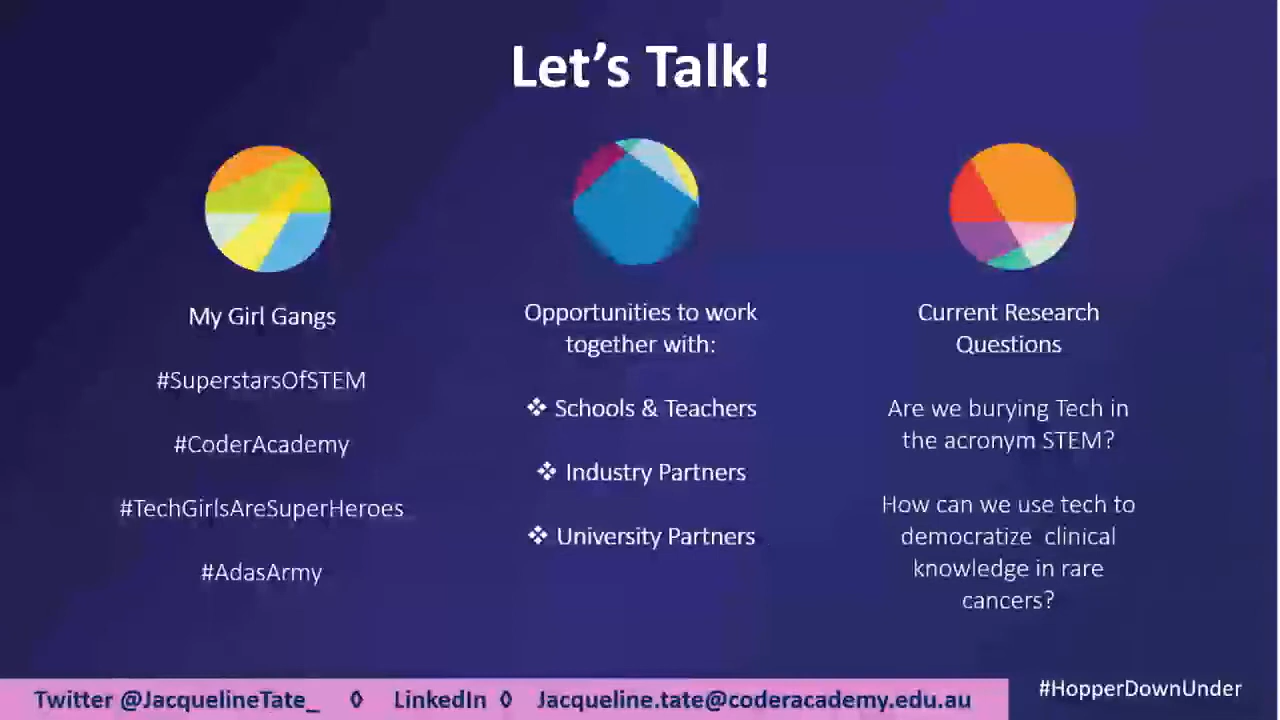 Let's Talk!
My Girl Gangs
#SuperstarsOfSTEM
#CoderAcademy
#TechGirlsAreSuperHeroes
#AdasArmy
Opportunities to work
together with:
❖ Schools & Teachers
❖ Industry Partners
❖ University Partners
Current Research
Questions
Are we burying Tech in
the acronym STEM?
How can we use tech to
democratize clinical
knowledge in rare
cancers?
Twitter @JacquelineTate_ ◊ LinkedIn ◊ Jacqueline.tate@coderacademy.edu.au
#HopperDownUnder